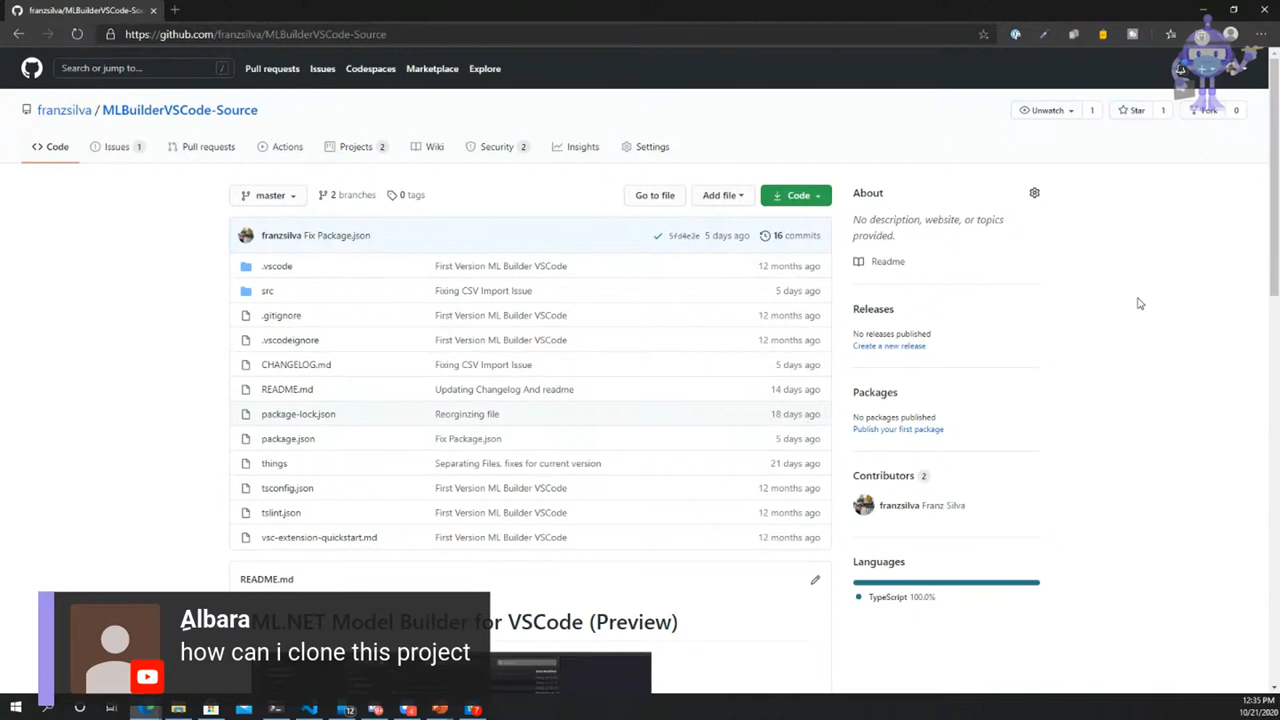 franzsilva/MLBuilderVSCode-Sou
https://github.com/franzsilva/MLBuilderVSCode-Source
Search or jump to...
/
Pull requests
Issues
Codespaces
Marketplace
Explore
franzsilva / MLBuilderVSCode-Source
Unwatch
1
Star
1
Fork
0
Code
Issues 1
Pull requests
Actions
Projects 2
Wiki
Security 2
Insights
Settings
master
2 branches
0 tags
Go to file
Add file
Code
franzsilva Fix Package.json
5fd4e2e 5 days ago
16 commits
.vscode First Version ML Builder VSCode 12 months ago
src Fixing CSV Import Issue 5 days ago
.gitignore First Version ML Builder VSCode 12 months ago
.vscodeignore First Version ML Builder VSCode 12 months ago
CHANGELOG.md Fixing CSV Import Issue 5 days ago
README.md Updating Changelog And readme 14 days ago
package-lock.json Reorginzing file 18 days ago
package.json Fix Package.json 5 days ago
things Separating Files, fixes for current version 21 days ago
tsconfig.json First Version ML Builder VSCode 12 months ago
tslint.json First Version ML Builder VSCode 12 months ago
vsc-extension-quickstart.md First Version ML Builder VSCode 12 months ago
README.md
ML.NET Model Builder for VSCode (Preview)
About
No description, website, or topics
provided.
Readme
Releases
No releases published
Create a new release
Packages
No packages published
Publish your first package
Contributors 2
franzsilva Franz Silva
Languages
TypeScript 100.0%
Albara
how can i clone this project
12:35 PM
10/21/2020